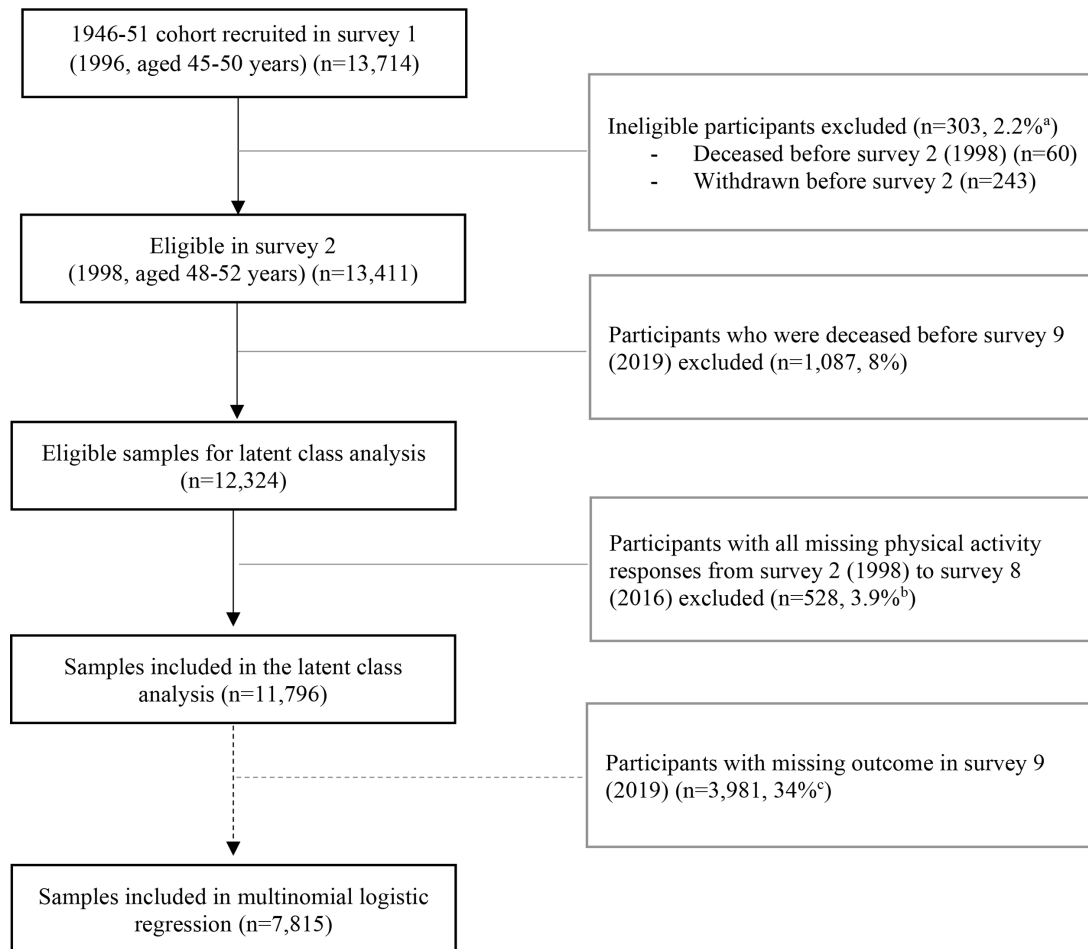 1946-51 cohort recruited in survey 1
(1996, aged 45-50 years) (n=13,714)
Ineligible participants excluded (n=303, 2.2%ᵃ)
- Deceased before survey 2 (1998) (n=60)
- Withdrawn before survey 2 (n=243)
Eligible in survey 2
(1998, aged 48-52 years) (n=13,411)
Participants who were deceased before survey 9
(2019) excluded (n=1,087, 8%)
Eligible samples for latent class analysis
(n=12,324)
Participants with all missing physical activity
responses from survey 2 (1998) to survey 8
(2016) excluded (n=528, 3.9%ᵇ)
Samples included in the latent class
analysis (n=11,796)
Participants with missing outcome in survey 9
(2019) (n=3,981, 34%ᶜ)
Samples included in multinomial logistic
regression (n=7,815)